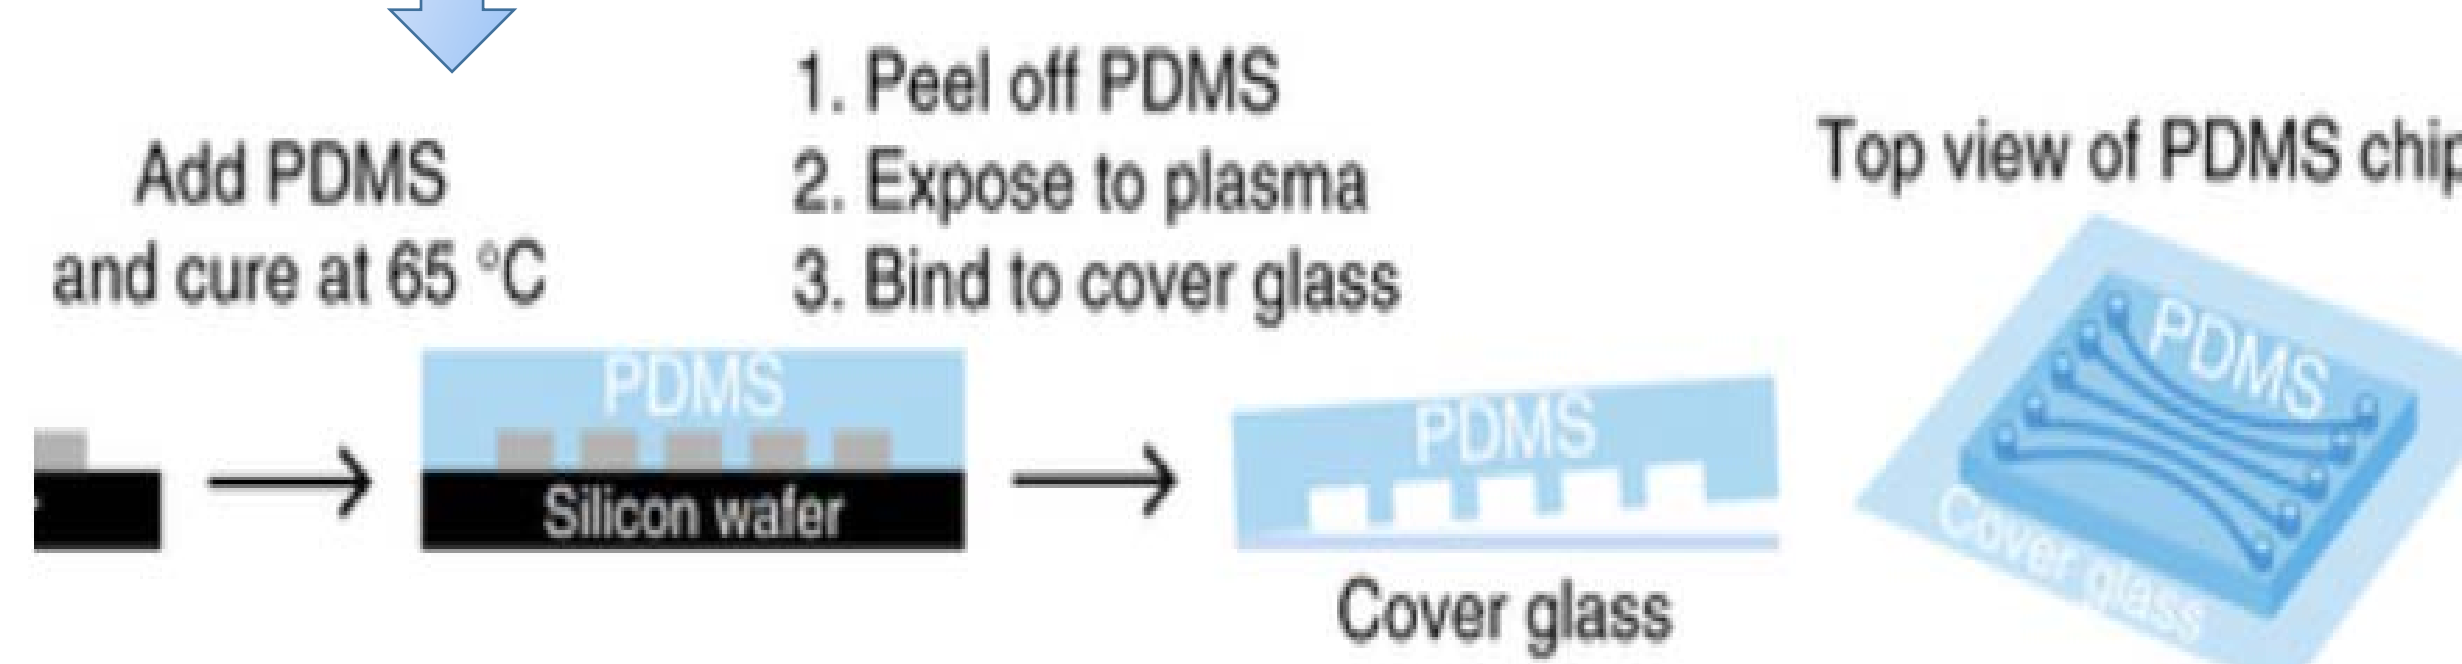 Add PDMS
and cure at 65 °C
1. Peel off PDMS
2. Expose to plasma
3. Bind to cover glass
Top view of PDMS chip
PDMS
Silicon wafer
PDMS
Cover glass
PDMS
Cover glass